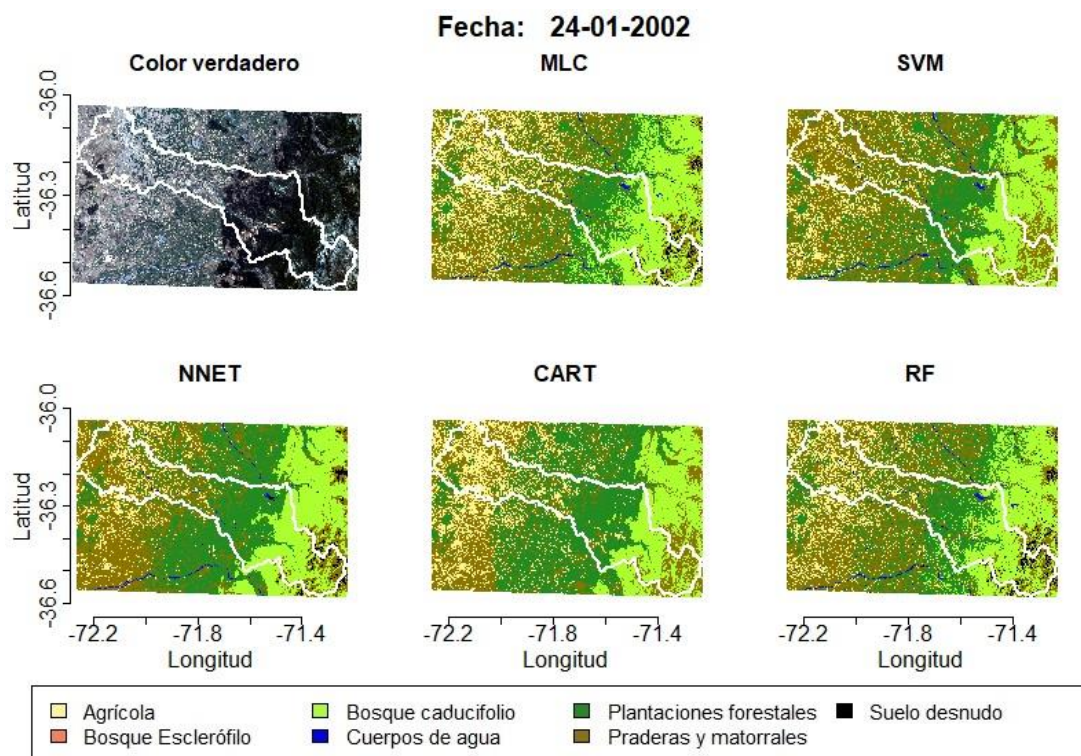 Fecha: 24-01-2002
Color verdadero
MLC
SVM
Latitud
-36.0
-36.3
-36.6
NNET
CART
RF
Latitud
-36.0
-36.3
-36.6
-72.2 -71.8 -71.4
Longitud
-72.2 -71.8 -71.4
Longitud
-72.2 -71.8 -71.4
Longitud
Agrícola
Bosque caducifolio
Plantaciones forestales
Suelo desnudo
Bosque Esclerófilo
Cuerpos de agua
Praderas y matorrales